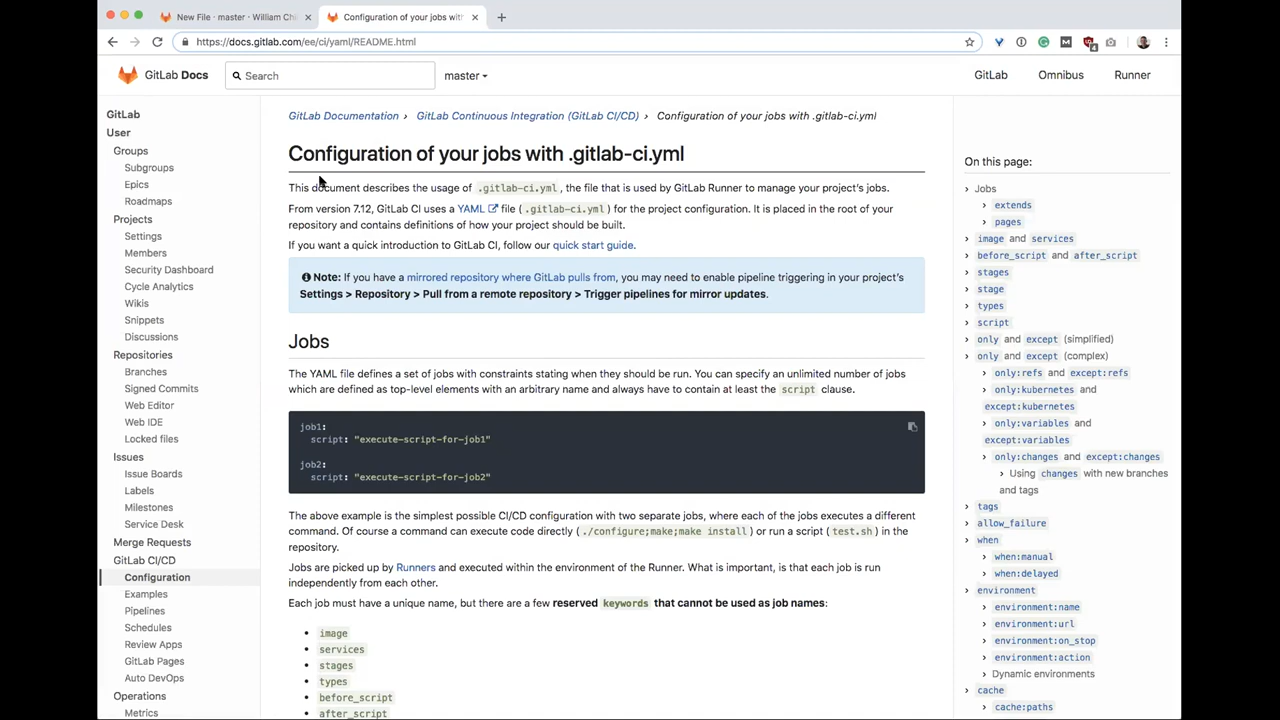 New File · master · William Chi
Configuration of your jobs with
https://docs.gitlab.com/ee/ci/yaml/README.html
4
GitLab Docs
Search
master
GitLab
Omnibus
Runner
GitLab
User
Groups
Subgroups
Epics
Roadmaps
Projects
Settings
Members
Security Dashboard
Cycle Analytics
Wikis
Snippets
Discussions
Repositories
Branches
Signed Commits
Web Editor
Web IDE
Locked files
Issues
Issue Boards
Labels
Milestones
Service Desk
Merge Requests
GitLab CI/CD
Configuration
Examples
Pipelines
Schedules
Review Apps
GitLab Pages
Auto DevOps
Operations
Metrics
GitLab Documentation › GitLab Continuous Integration (GitLab CI/CD) › Configuration of your jobs with .gitlab-ci.yml
Configuration of your jobs with .gitlab-ci.yml
This document describes the usage of .gitlab-ci.yml, the file that is used by GitLab Runner to manage your project's jobs.
From version 7.12, GitLab CI uses a YAML file (.gitlab-ci.yml) for the project configuration. It is placed in the root of your
repository and contains definitions of how your project should be built.
If you want a quick introduction to GitLab CI, follow our quick start guide.
Note: If you have a mirrored repository where GitLab pulls from, you may need to enable pipeline triggering in your project's
Settings > Repository > Pull from a remote repository > Trigger pipelines for mirror updates.
Jobs
The YAML file defines a set of jobs with constraints stating when they should be run. You can specify an unlimited number of jobs
which are defined as top-level elements with an arbitrary name and always have to contain at least the script clause.
job1:
script: "execute-script-for-job1"
job2:
script: "execute-script-for-job2"
The above example is the simplest possible CI/CD configuration with two separate jobs, where each of the jobs executes a different
command. Of course a command can execute code directly (./configure;make;make install) or run a script (test.sh) in the
repository.
Jobs are picked up by Runners and executed within the environment of the Runner. What is important, is that each job is run
independently from each other.
Each job must have a unique name, but there are a few reserved keywords that cannot be used as job names:
• image
• services
• stages
• types
• before_script
• after_script
On this page:
› Jobs
› extends
› pages
› image and services
› before_script and after_script
› stages
› stage
› types
› script
› only and except (simplified)
› only and except (complex)
› only:refs and except:refs
› only:kubernetes and
except:kubernetes
› only:variables and
except:variables
› only:changes and except:changes
› Using changes with new branches
and tags
› tags
› allow_failure
› when
› when:manual
› when:delayed
› environment
› environment:name
› environment:url
› environment:on_stop
› environment:action
› Dynamic environments
› cache
› cache:paths